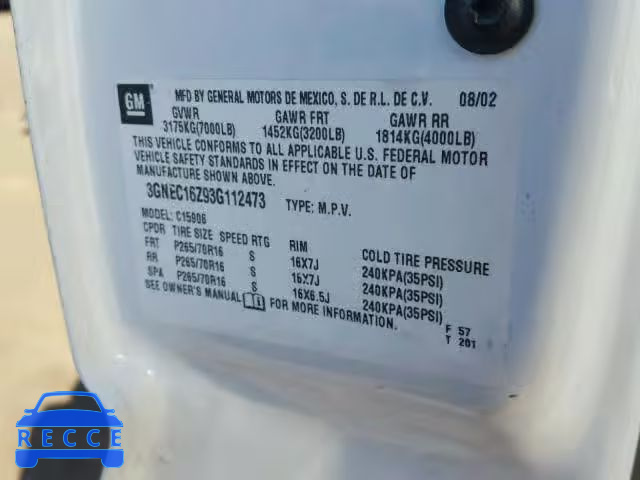 GM
MFD BY GENERAL MOTORS DE MEXICO, S. DE R.L. DE C.V. 08/02
GVWR GAWR FRT GAWR RR
3175KG(7000LB) 1452KG(3200LB) 1814KG(4000LB)
THIS VEHICLE CONFORMS TO ALL APPLICABLE U.S. FEDERAL MOTOR
VEHICLE SAFETY STANDARDS IN EFFECT ON THE DATE OF
MANUFACTURE SHOWN ABOVE.
3GNEC16Z93G112473 TYPE: M.P.V.
MODEL: C15906
CPDR TIRE SIZE SPEED RTG RIM COLD TIRE PRESSURE
FRT P265/70R16 S 16X7J 240KPA(35PSI)
RR P265/70R16 S 16X7J 240KPA(35PSI)
SPA P265/70R16 S 16X6.5J 240KPA(35PSI)
SEE OWNER'S MANUAL FOR MORE INFORMATION.
F 57
T 201
RECCE